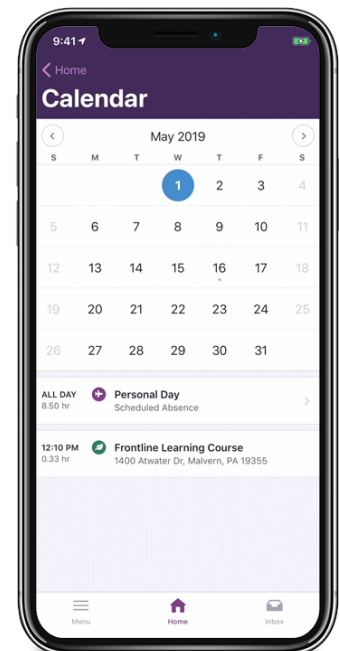 9:41
Home
Calendar
May 2019
S M T W T F S
1 2 3 4
5 6 7 8 9 10 11
12 13 14 15 16 17 18
19 20 21 22 23 24 25
26 27 28 29 30 31
ALL DAY Personal Day
8.50 hr Scheduled Absence
12:10 PM Frontline Learning Course
0.33 hr 1400 Atwater Dr, Malvern, PA 19355
Menu Home Inbox